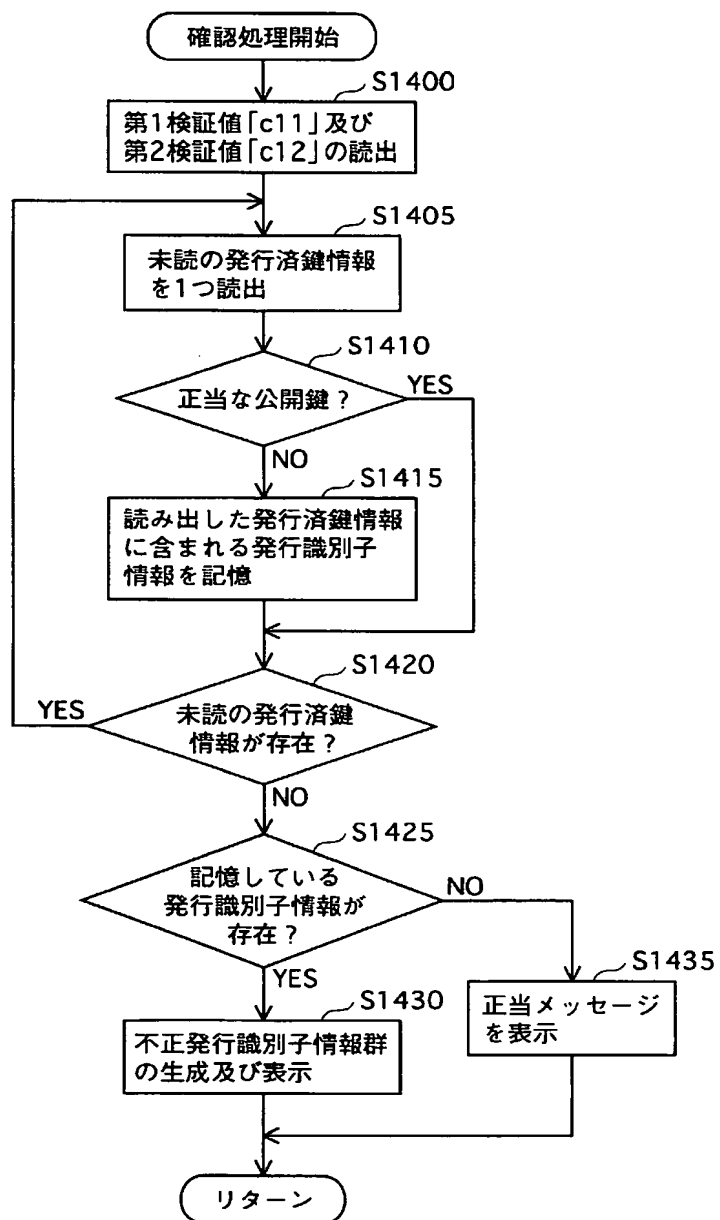 確認処理開始
S1400
第1検証値「c11」及び
第2検証値「c12」の読出
S1405
未読の発行済鍵情報
を1つ読出
S1410
正当な公開鍵?
YES
NO
S1415
読み出した発行済鍵情報
に含まれる発行識別子
情報を記憶
S1420
YES
未読の発行済鍵
情報が存在?
NO
S1425
記憶している
発行識別子情報が
存在?
NO
YES
S1430
不正発行識別子情報群
の生成及び表示
S1435
正当メッセージ
を表示
リターン